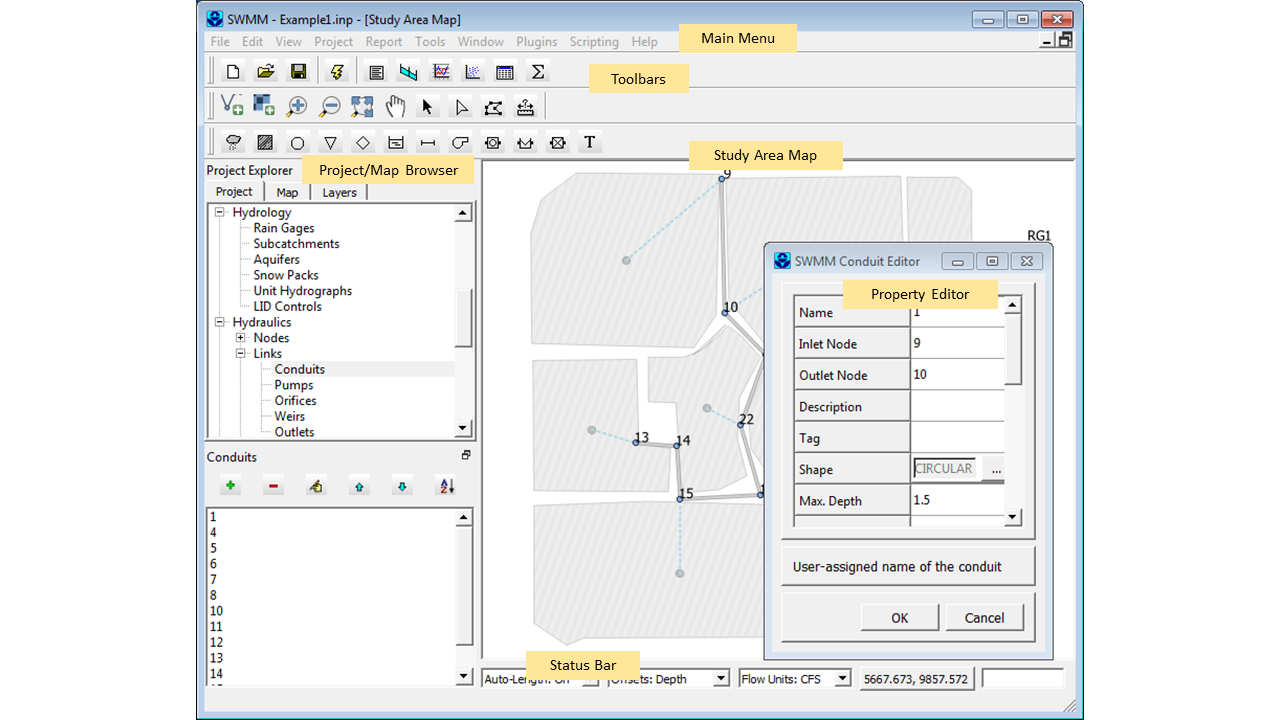 SWMM - Example1.inp - [Study Area Map]
File Edit View Project Report Tools Window Plugins Scripting Help
Main Menu
Toolbars
T
Project Explorer
Project/Map Browser
Study Area Map
Project Map Layers
Hydrology
Rain Gages
Subcatchments
Aquifers
Snow Packs
Unit Hydrographs
LID Controls
Hydraulics
Nodes
Links
Conduits
Pumps
Orifices
Weirs
Outlets
Conduits
1
4
5
6
7
8
10
11
12
13
14
9
RG1
10
22
13
14
15
SWMM Conduit Editor
Property Editor
Name 1
Inlet Node 9
Outlet Node 10
Description
Tag
Shape CIRCULAR ...
Max. Depth 1.5
User-assigned name of the conduit
OK Cancel
Status Bar
Auto-Length: Offsets: Depth Flow Units: CFS 5667.673, 9857.572